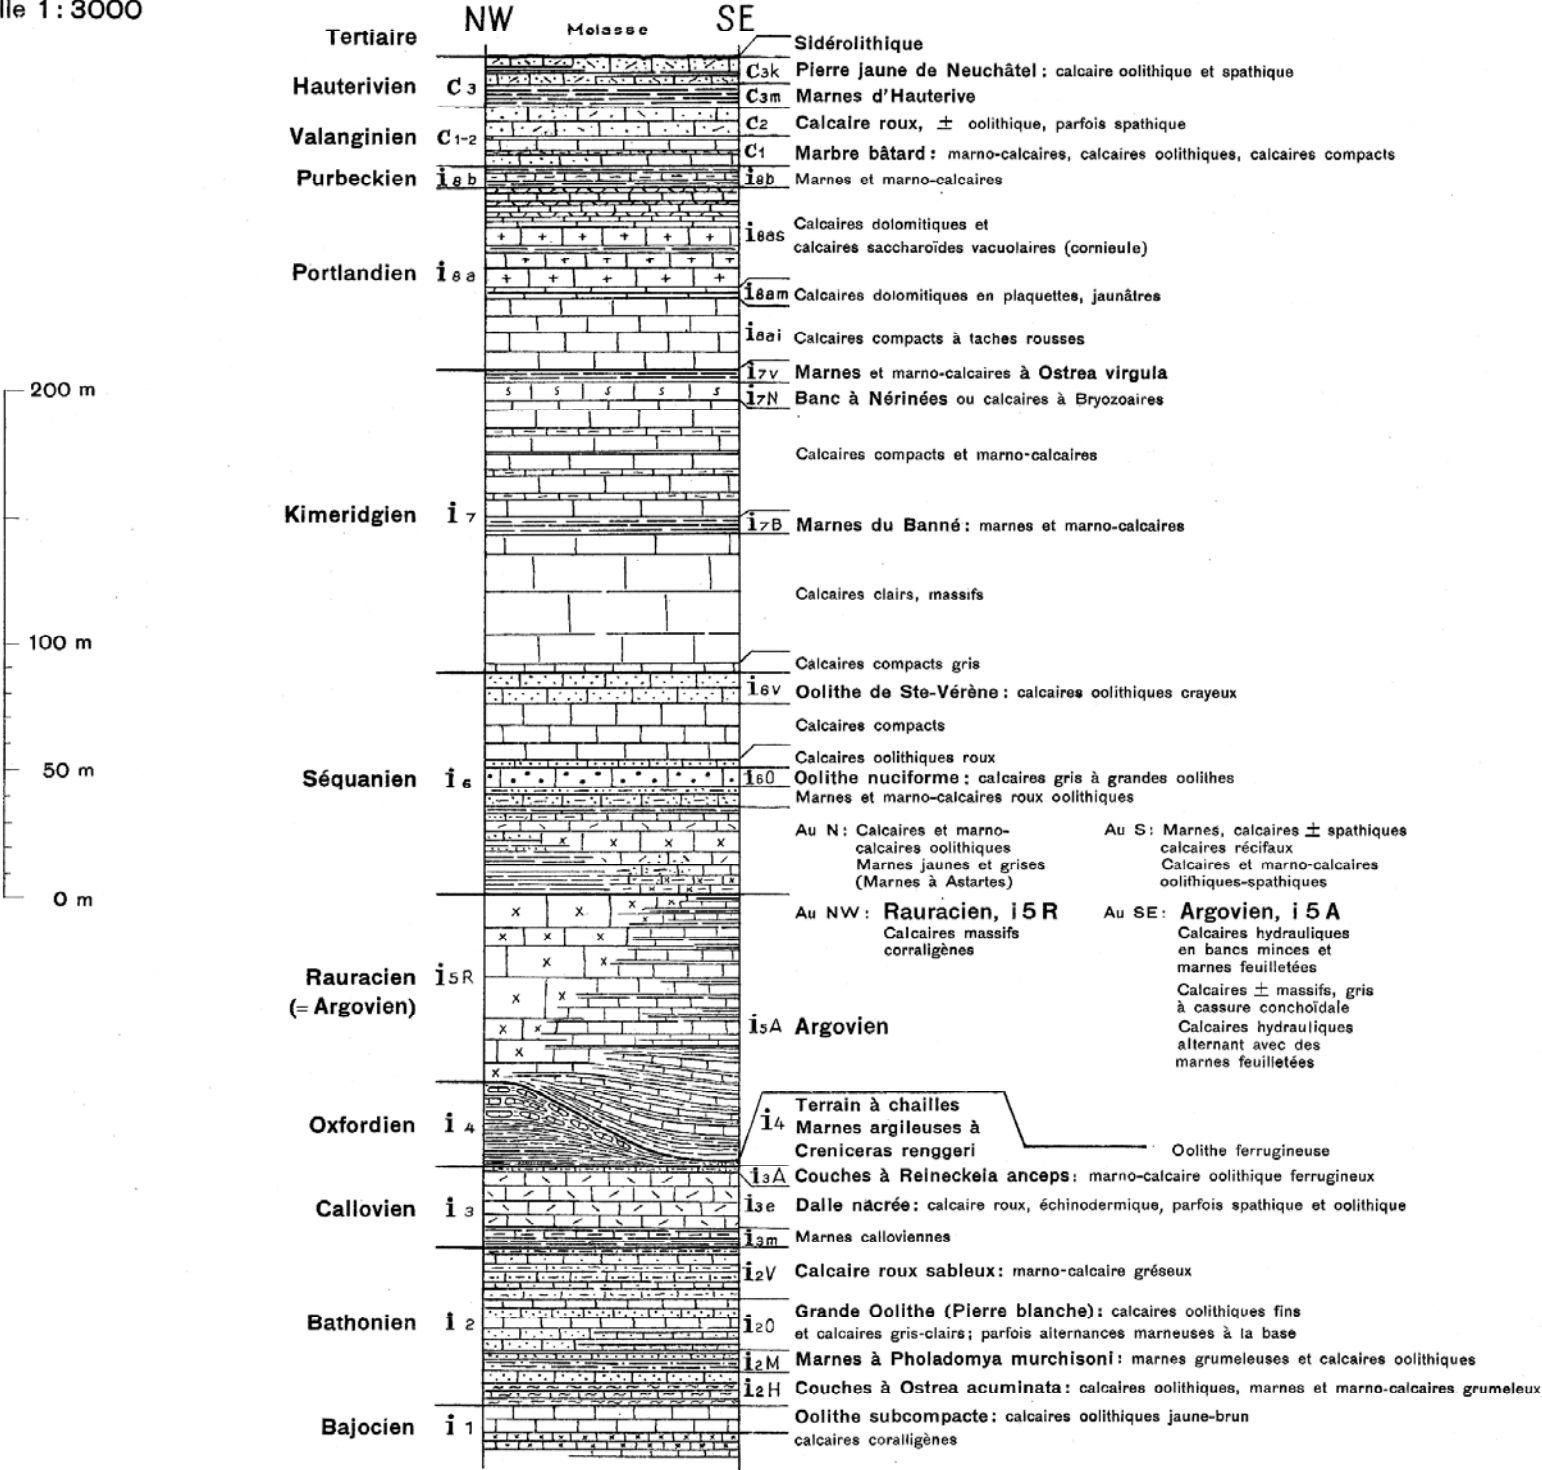 lle 1 : 3000
NW Molasse SE
Tertiaire
Sidérolithique
Hauterivien C3
C3k Pierre jaune de Neuchâtel : calcaire oolithique et spathique
C3m Marnes d'Hauterive
Valanginien C1-2
C2 Calcaire roux, ± oolithique, parfois spathique
C1 Marbre bâtard : marno-calcaires, calcaires oolithiques, calcaires compacts
Purbeckien i8b
i8b Marnes et marno-calcaires
Portlandien i8a
i8as Calcaires dolomitiques et
calcaires saccharoïdes vacuolaires (cornieule)
i8am Calcaires dolomitiques en plaquettes, jaunâtres
i8ai Calcaires compacts à taches rousses
i7v Marnes et marno-calcaires à Ostrea virgula
200 m
i7N Banc à Nérinées ou calcaires à Bryozoaires
Calcaires compacts et marno-calcaires
Kimeridgien i7
i7B Marnes du Banné : marnes et marno-calcaires
Calcaires clairs, massifs
100 m
Calcaires compacts gris
i6v Oolithe de Ste-Vérène : calcaires oolithiques crayeux
Calcaires compacts
Calcaires oolithiques roux
50 m
Séquanien i6
i6O Oolithe nuciforme : calcaires gris à grandes oolithes
Marnes et marno-calcaires roux oolithiques
Au N : Calcaires et marno-
calcaires oolithiques
Marnes jaunes et grises
(Marnes à Astartes)
Au S : Marnes, calcaires ± spathiques
calcaires récifaux
Calcaires et marno-calcaires
oolithiques-spathiques
0 m
Au NW : Rauracien, i5R
Calcaires massifs
corraligènes
Au SE : Argovien, i5A
Calcaires hydrauliques
en bancs minces et
marnes feuilletées
Calcaires ± massifs, gris
à cassure conchoïdale
Calcaires hydrauliques
alternant avec des
marnes feuilletées
Rauracien i5R
(= Argovien)
i5A Argovien
Oxfordien i4
i4 Terrain à chailles
Marnes argileuses à
Creniceras renggeri
Oolithe ferrugineuse
i3A Couches à Reineckeia anceps : marno-calcaire oolithique ferrugineux
Callovien i3
i3e Dalle nacrée : calcaire roux, échinodermique, parfois spathique et oolithique
i3m Marnes calloviennes
i2V Calcaire roux sableux : marno-calcaire gréseux
Bathonien i2
i2O Grande Oolithe (Pierre blanche) : calcaires oolithiques fins
et calcaires gris-clairs ; parfois alternances marneuses à la base
i2M Marnes à Pholadomya murchisoni : marnes grumeleuses et calcaires oolithiques
i2H Couches à Ostrea acuminata : calcaires oolithiques, marnes et marno-calcaires grumeleux
Bajocien i1
Oolithe subcompacte : calcaires oolithiques jaune-brun
calcaires coralligènes